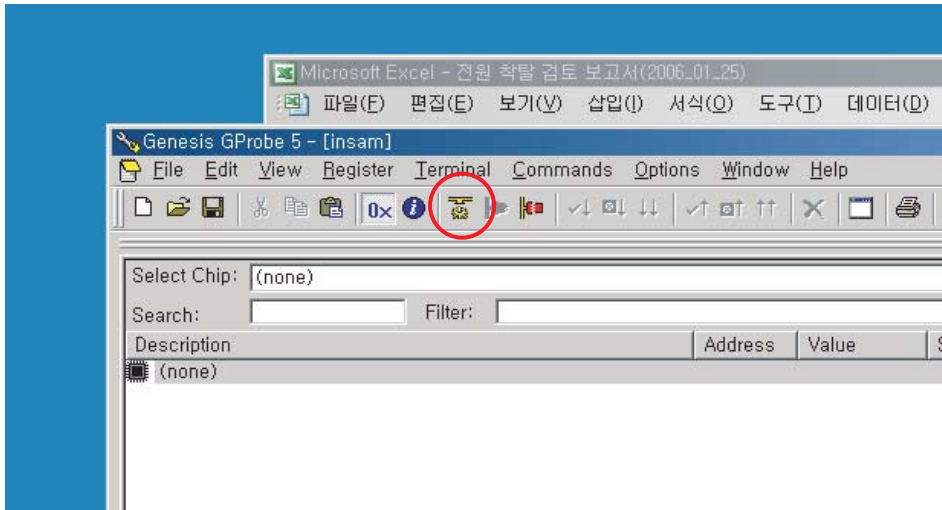 Microsoft Excel - 전원 착탈 검토 보고서(2006_01_25)
파일(F) 편집(E) 보기(V) 삽입(I) 서식(O) 도구(T) 데이터(D)
Genesis GProbe 5 - [insam]
File Edit View Register Terminal Commands Options Window Help
0x
Select Chip: (none)
Search: Filter:
Description Address Value S
(none)